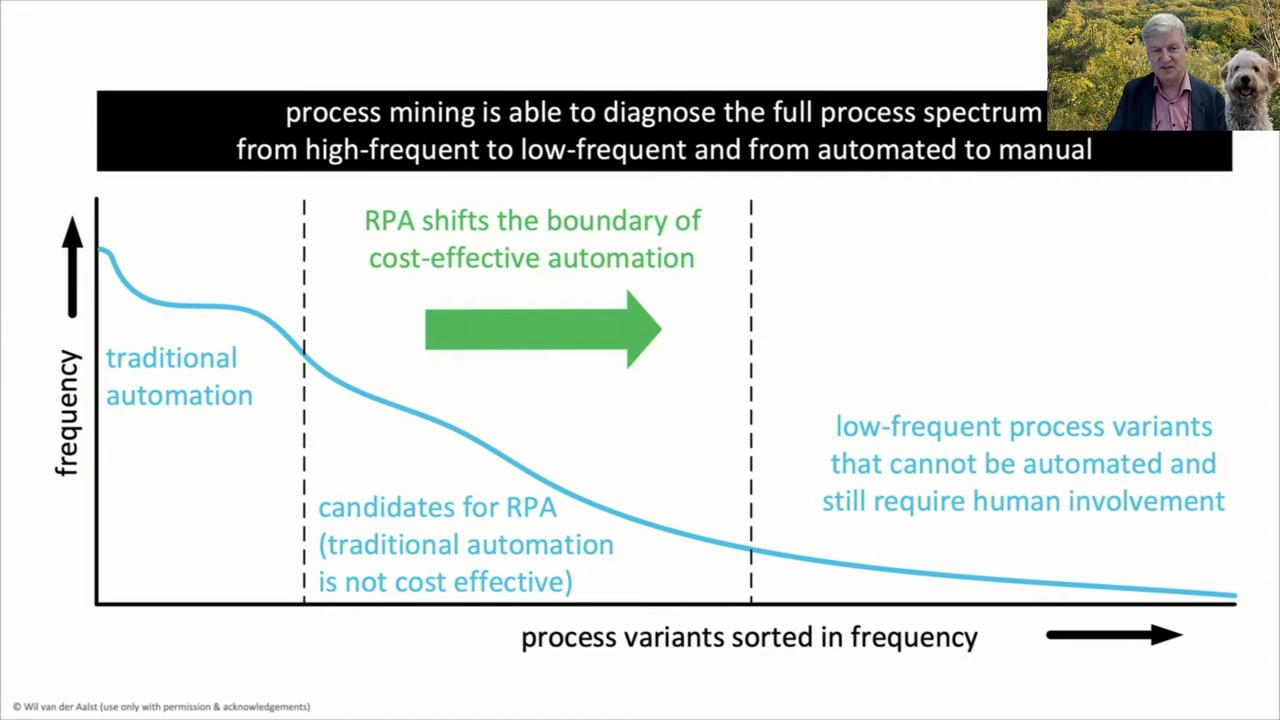 process mining is able to diagnose the full process spectrum
from high-frequent to low-frequent and from automated to manual
RPA shifts the boundary of
cost-effective automation
traditional
automation
frequency
low-frequent process variants
that cannot be automated and
still require human involvement
candidates for RPA
(traditional automation
is not cost effective)
process variants sorted in frequency
© Wil van der Aalst (use only with permission & acknowledgements)